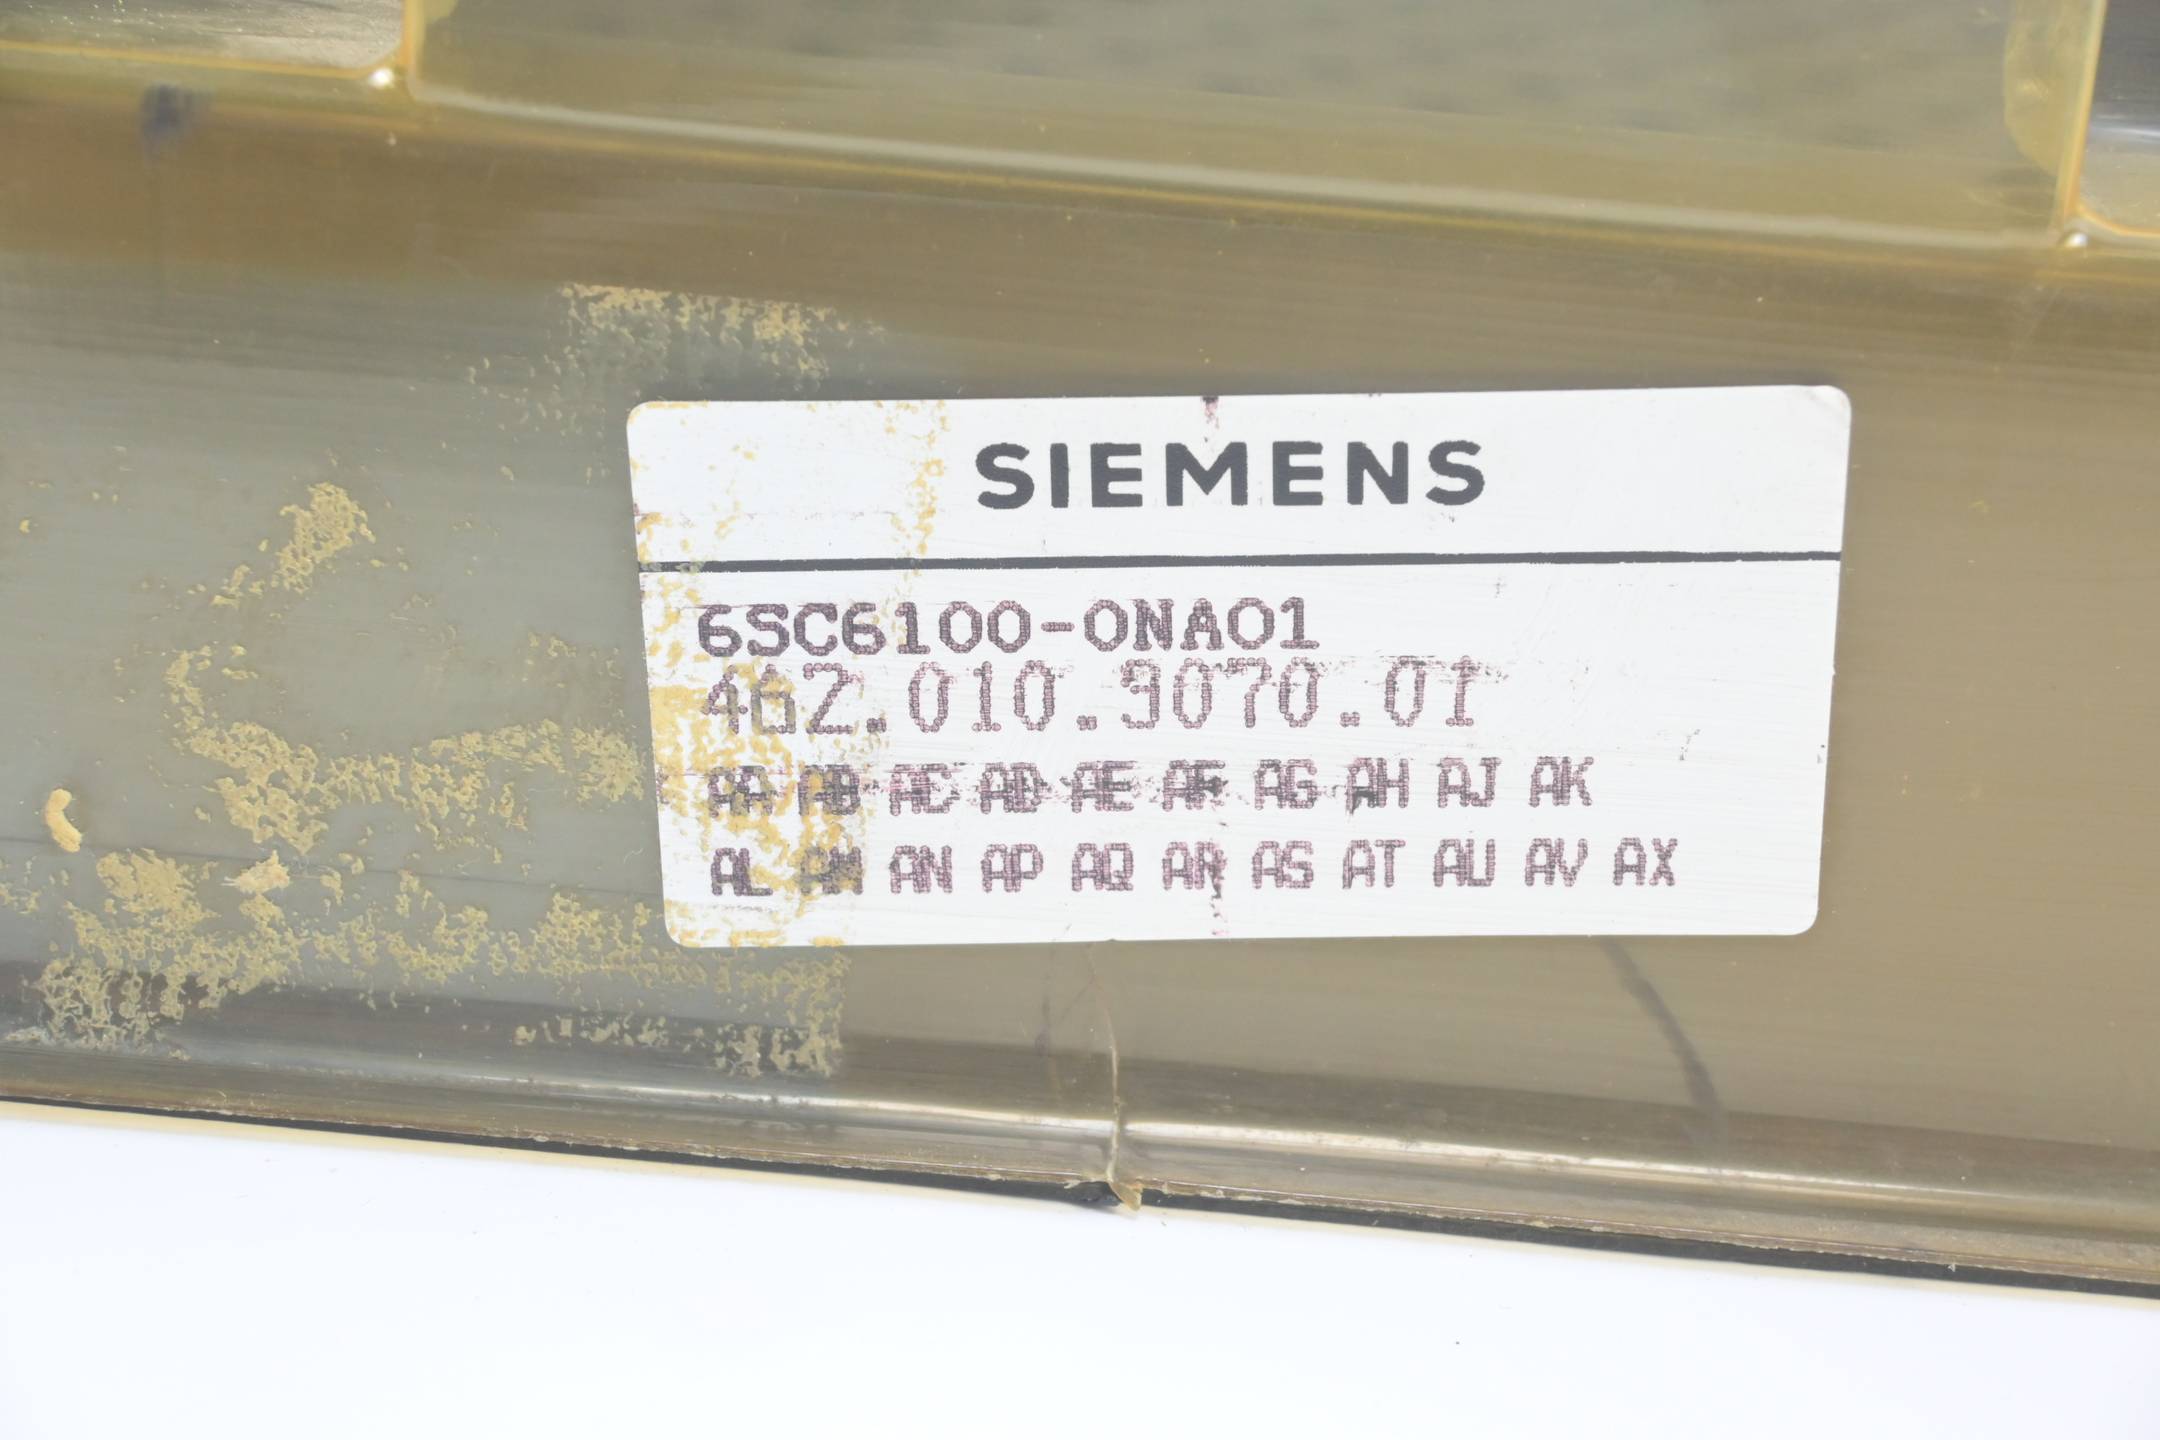 SIEMENS
6SC6100-0NA01
462.010.9070.01
AA AB AC AD AE AF AG AH AJ AK
AL AM AN AP AQ AR AS AT AU AV AX